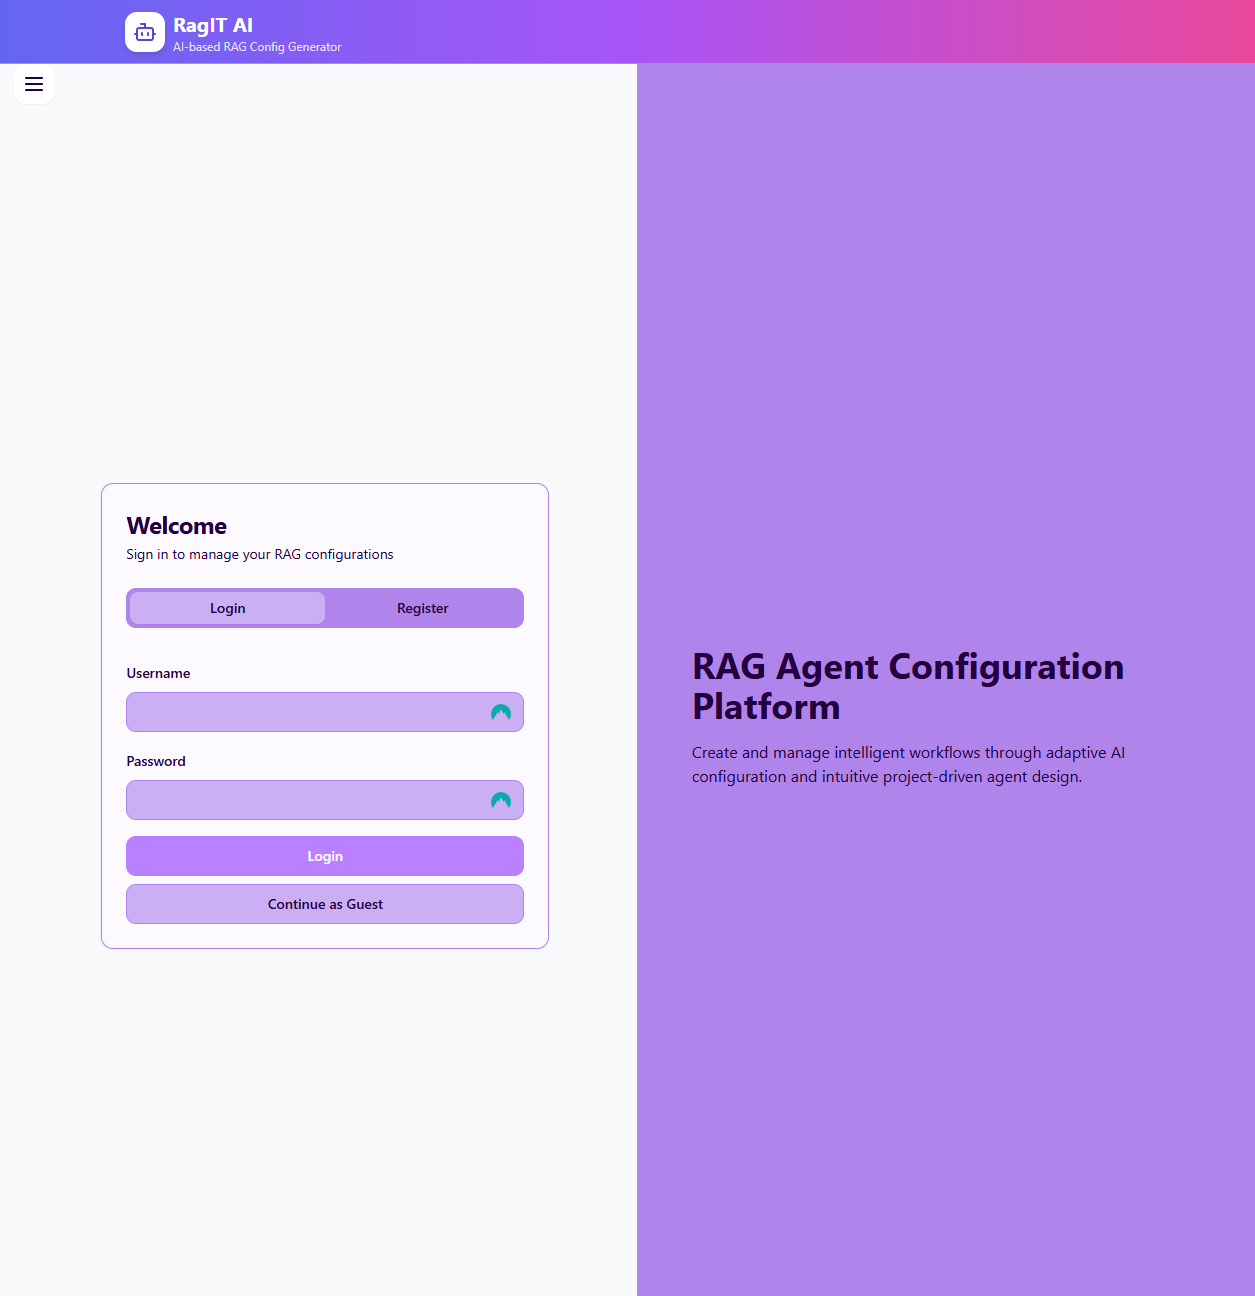 RagIT AI
AI-based RAG Config Generator
Welcome
Sign in to manage your RAG configurations
Login
Register
Username
Password
Login
Continue as Guest
RAG Agent Configuration
Platform
Create and manage intelligent workflows through adaptive AI
configuration and intuitive project-driven agent design.